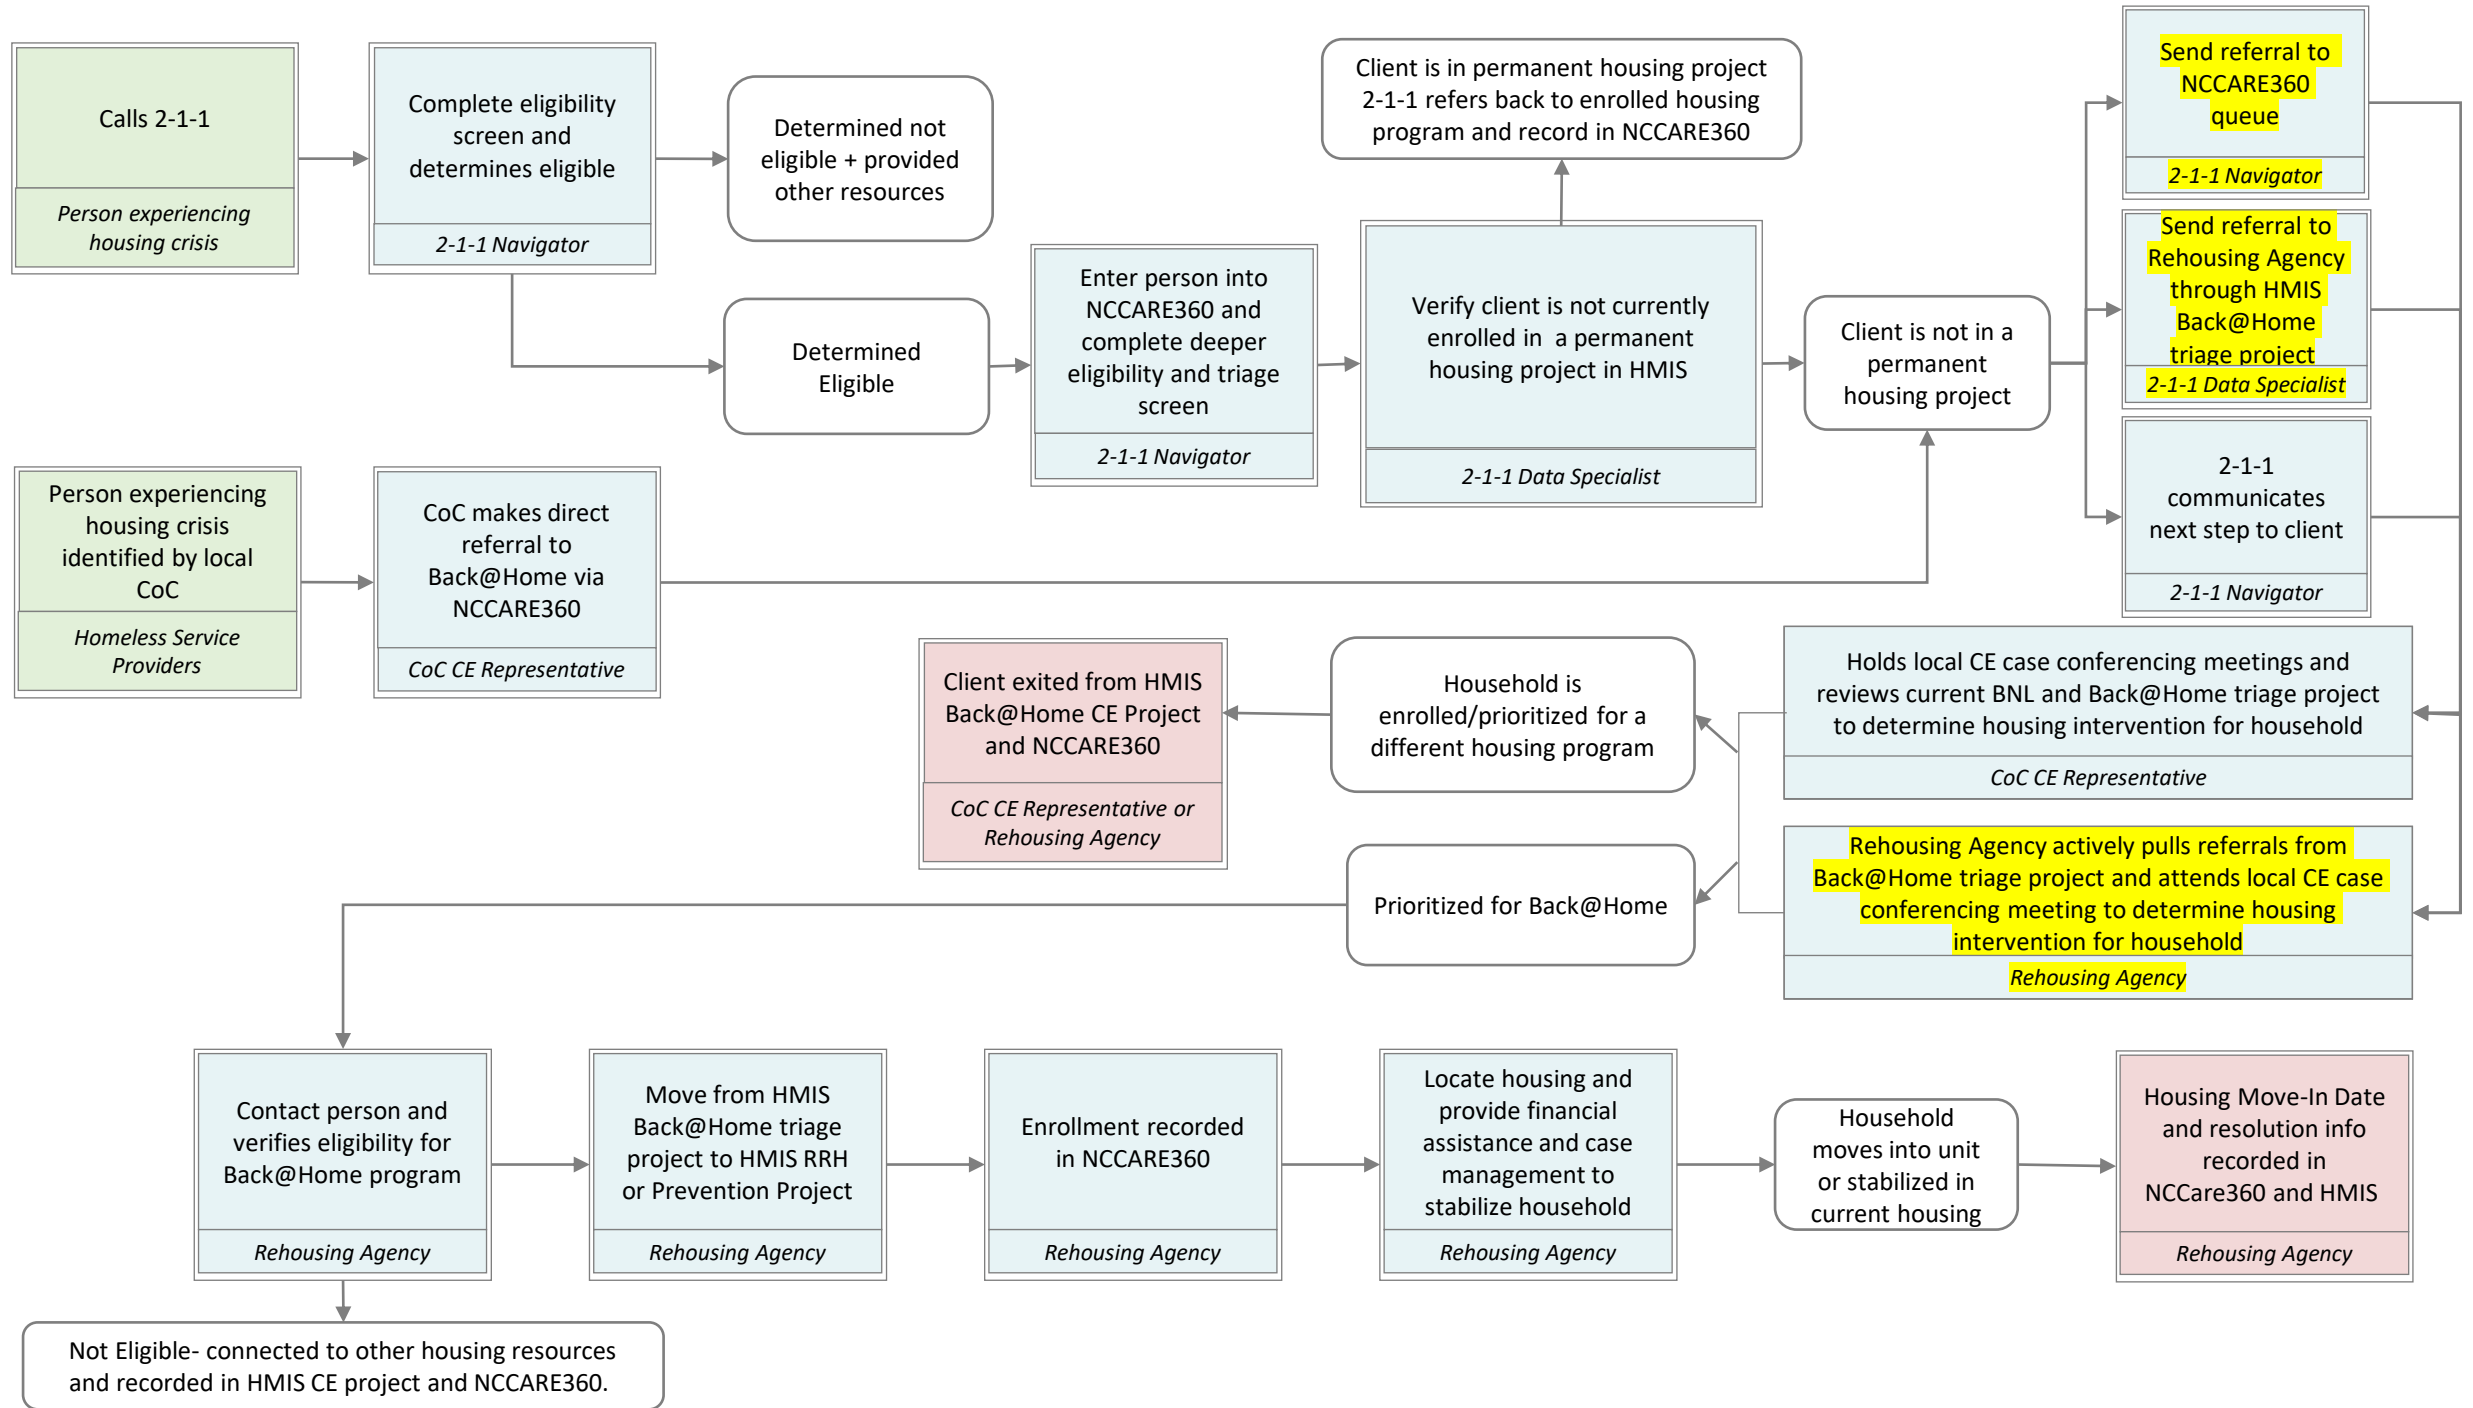 Calls 2-1-1
Person experiencing
housing crisis
Complete eligibility
screen and
determines eligible
2-1-1 Navigator
Determined not
eligible + provided
other resources
Determined
Eligible
Enter person into
NCCARE360 and
complete deeper
eligibility and triage
screen
2-1-1 Navigator
Client is in permanent housing project
2-1-1 refers back to enrolled housing
program and record in NCCARE360
Verify client is not currently
enrolled in  a permanent
housing project in HMIS
2-1-1 Data Specialist
Client is not in a
permanent
housing project
Send referral to
NCCARE360
queue
2-1-1 Navigator
Send referral to
Rehousing Agency
through HMIS
Back@Home
triage project
2-1-1 Data Specialist
2-1-1
communicates
next step to client
2-1-1 Navigator
Person experiencing
housing crisis
identified by local
CoC
Homeless Service
Providers
CoC makes direct
referral to
Back@Home via
NCCARE360
CoC CE Representative
Holds local CE case conferencing meetings and
reviews current BNL and Back@Home triage project
to determine housing intervention for household
CoC CE Representative
Household is
enrolled/prioritized for a
different housing program
Client exited from HMIS
Back@Home CE Project
and NCCARE360
CoC CE Representative or
Rehousing Agency
Rehousing Agency actively pulls referrals from
Back@Home triage project and attends local CE case
conferencing meeting to determine housing
intervention for household
Rehousing Agency
Prioritized for Back@Home
Contact person and
verifies eligibility for
Back@Home program
Rehousing Agency
Not Eligible- connected to other housing resources
and recorded in HMIS CE project and NCCARE360.
Move from HMIS
Back@Home triage
project to HMIS RRH
or Prevention Project
Rehousing Agency
Enrollment recorded
in NCCARE360
Rehousing Agency
Locate housing and
provide financial
assistance and case
management to
stabilize household
Rehousing Agency
Household
moves into unit
or stabilized in
current housing
Housing Move-In Date
and resolution info
recorded in
NCCare360 and HMIS
Rehousing Agency